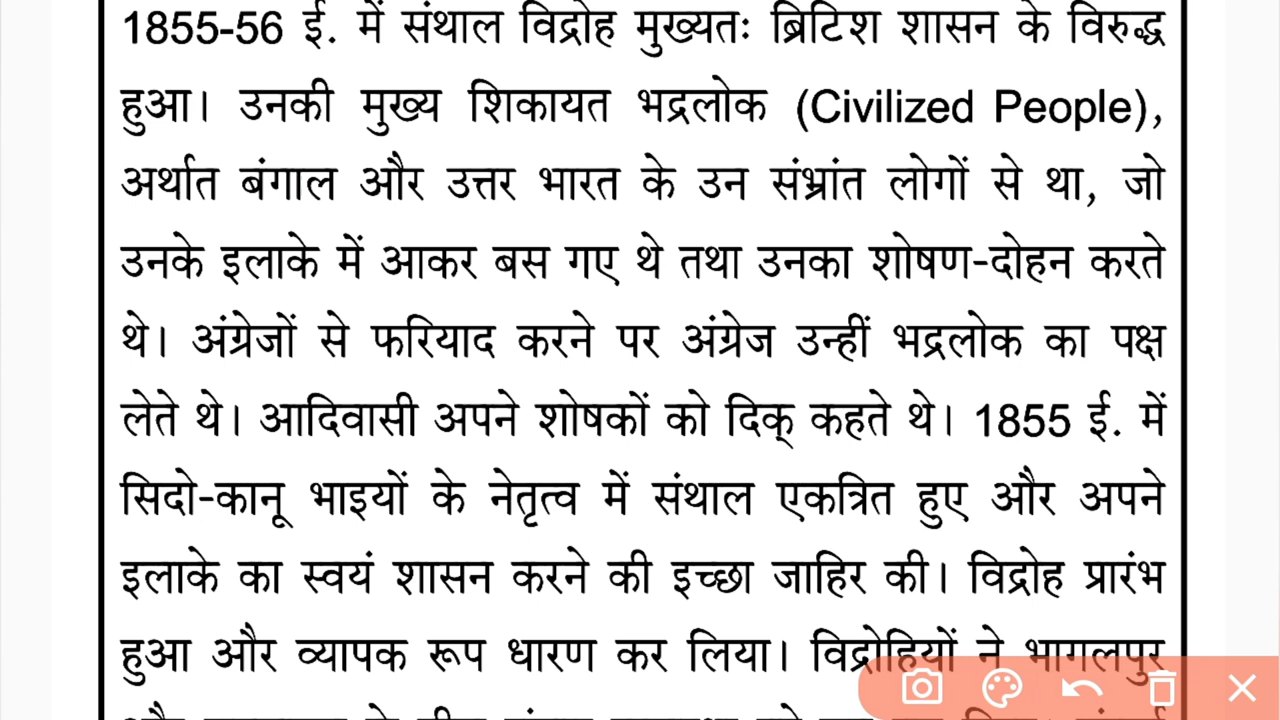 1855-56 ई. में संथाल विद्रोह मुख्यतः ब्रिटिश शासन के विरुद्ध
हुआ। उनकी मुख्य शिकायत भद्रलोक (Civilized People),
अर्थात बंगाल और उत्तर भारत के उन संभ्रांत लोगों से था, जो
उनके इलाके में आकर बस गए थे तथा उनका शोषण-दोहन करते
थे। अंग्रेजों से फरियाद करने पर अंग्रेज उन्हीं भद्रलोक का पक्ष
लेते थे। आदिवासी अपने शोषकों को दिक् कहते थे। 1855 ई. में
सिदो-कानू भाइयों के नेतृत्व में संथाल एकत्रित हुए और अपने
इलाके का स्वयं शासन करने की इच्छा जाहिर की। विद्रोह प्रारंभ
हुआ और व्यापक रूप धारण कर लिया। विद्रोहियों ने भागलपुर